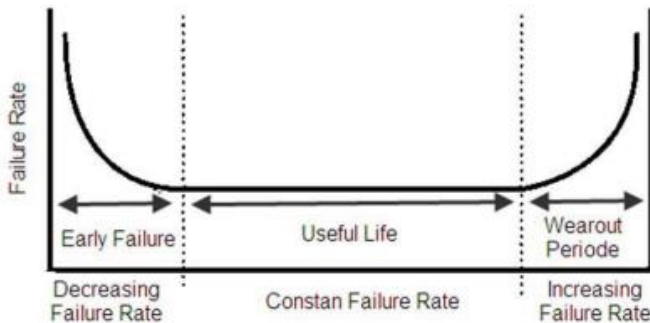 Failure Rate
Early Failure
Useful Life
Wearout
Periode
Decreasing
Failure Rate
Constan Failure Rate
Increasing
Failure Rate